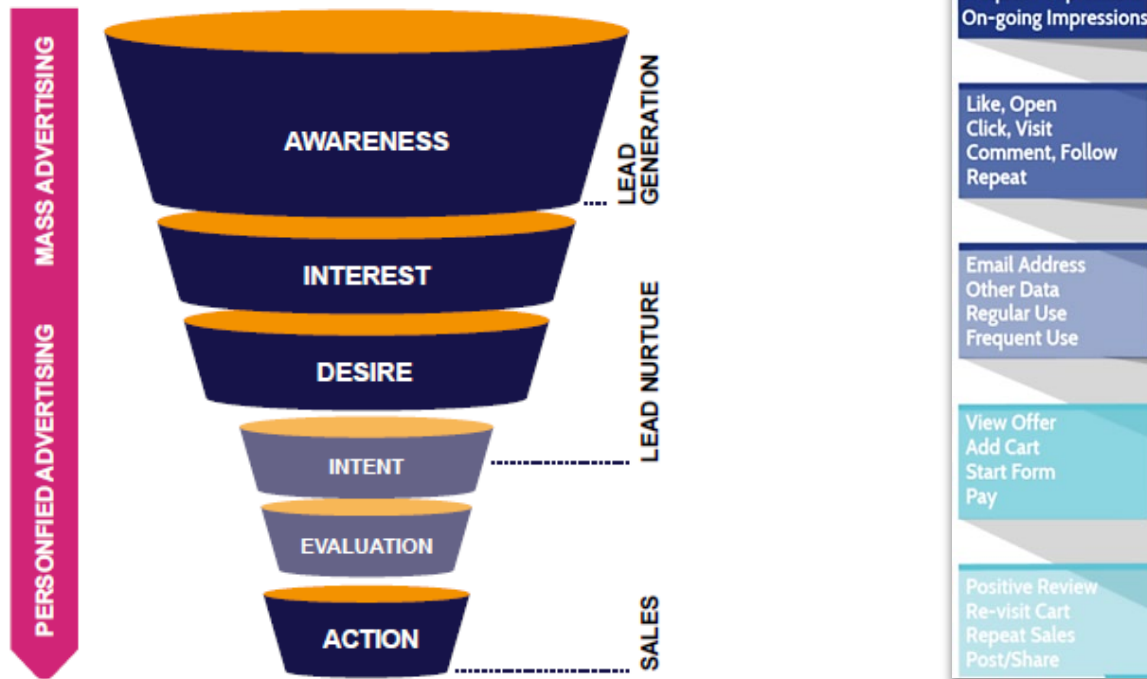 MASS ADVERTISING
PERSONFIED ADVERTISING
AWARENESS
INTEREST
DESIRE
INTENT
EVALUATION
ACTION
LEAD
GENERATION
LEAD NURTURE
SALES
On-going Impressions
Like, Open
Click, Visit
Comment, Follow
Repeat
Email Address
Other Data
Regular Use
Frequent Use
View Offer
Add Cart
Start Form
Pay
Positive Review
Re-visit Cart
Repeat Sales
Post/Share